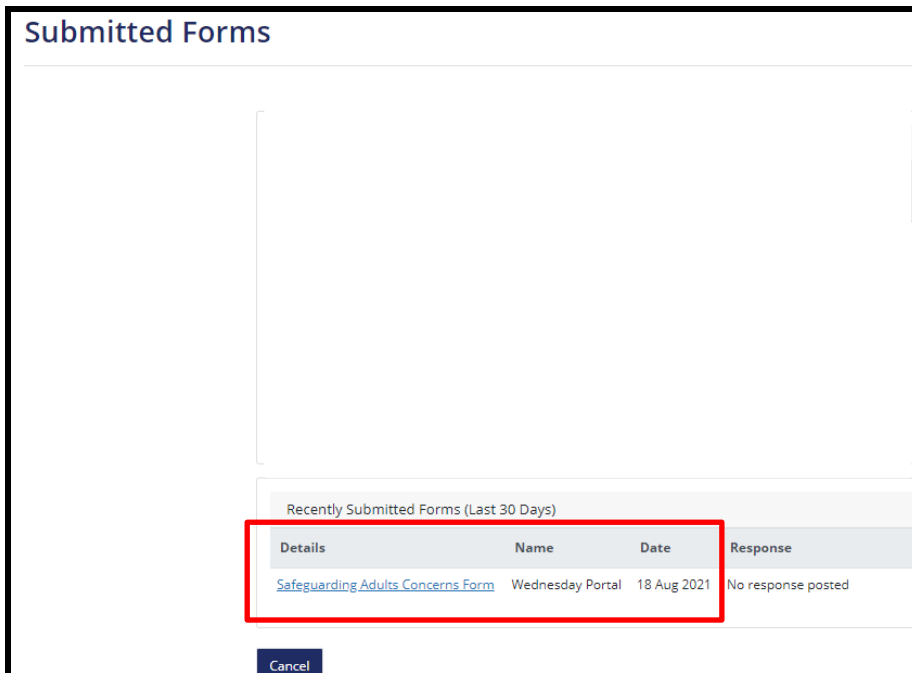 Submitted Forms
Recently Submitted Forms (Last 30 Days)
Details Name Date Response
Safeguarding Adults Concerns Form Wednesday Portal 18 Aug 2021 No response posted
Cancel